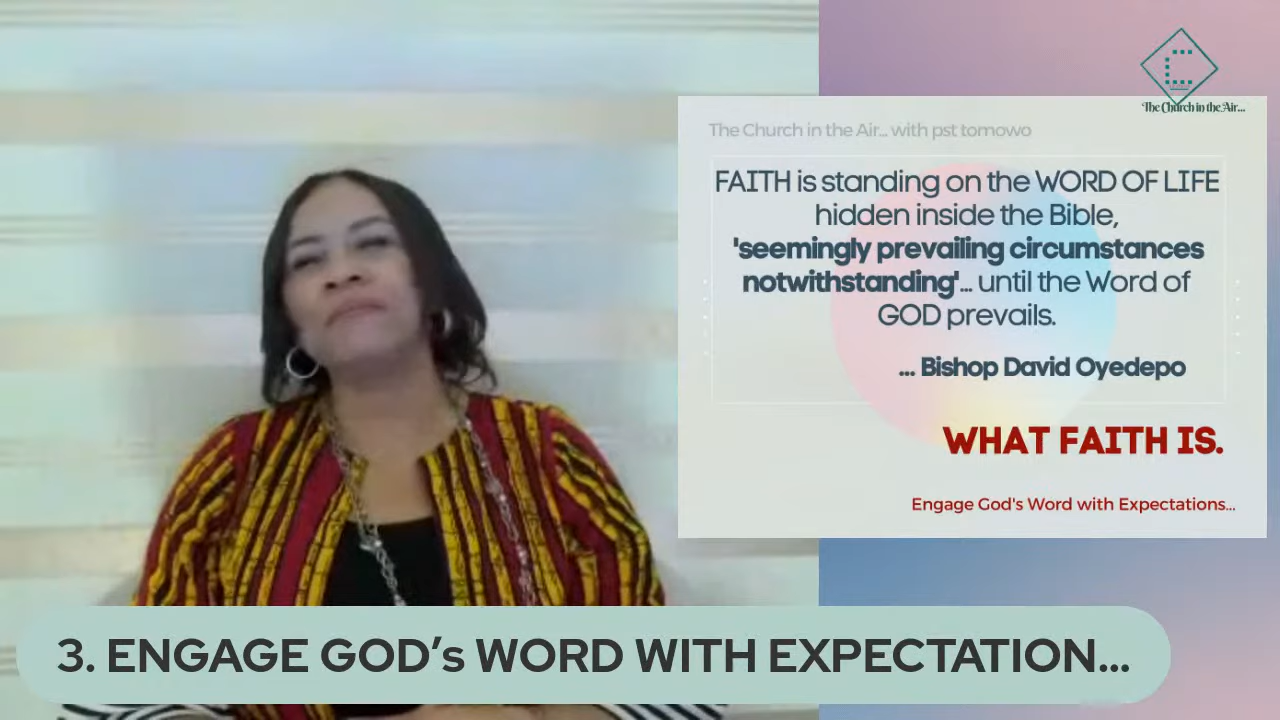 The Church in the Air...
The Church in the Air... with pst tomowo
FAITH is standing on the WORD OF LIFE
hidden inside the Bible,
'seemingly prevailing circumstances
notwithstanding'... until the Word of
GOD prevails.
... Bishop David Oyedepo
WHAT FAITH IS.
Engage God's Word with Expectations...
3. ENGAGE GOD’s WORD WITH EXPECTATION...